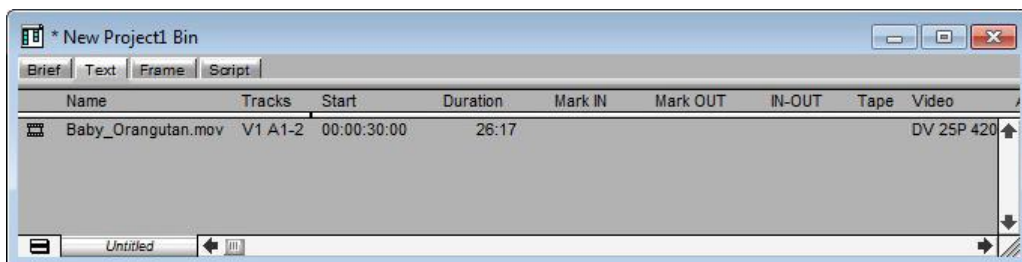 * New Project1 Bin
Brief Text Frame Script
Name Tracks Start Duration Mark IN Mark OUT IN-OUT Tape Video
Baby_Orangutan.mov V1 A1-2 00:00:30:00 26:17 DV 25P 420
Untitled